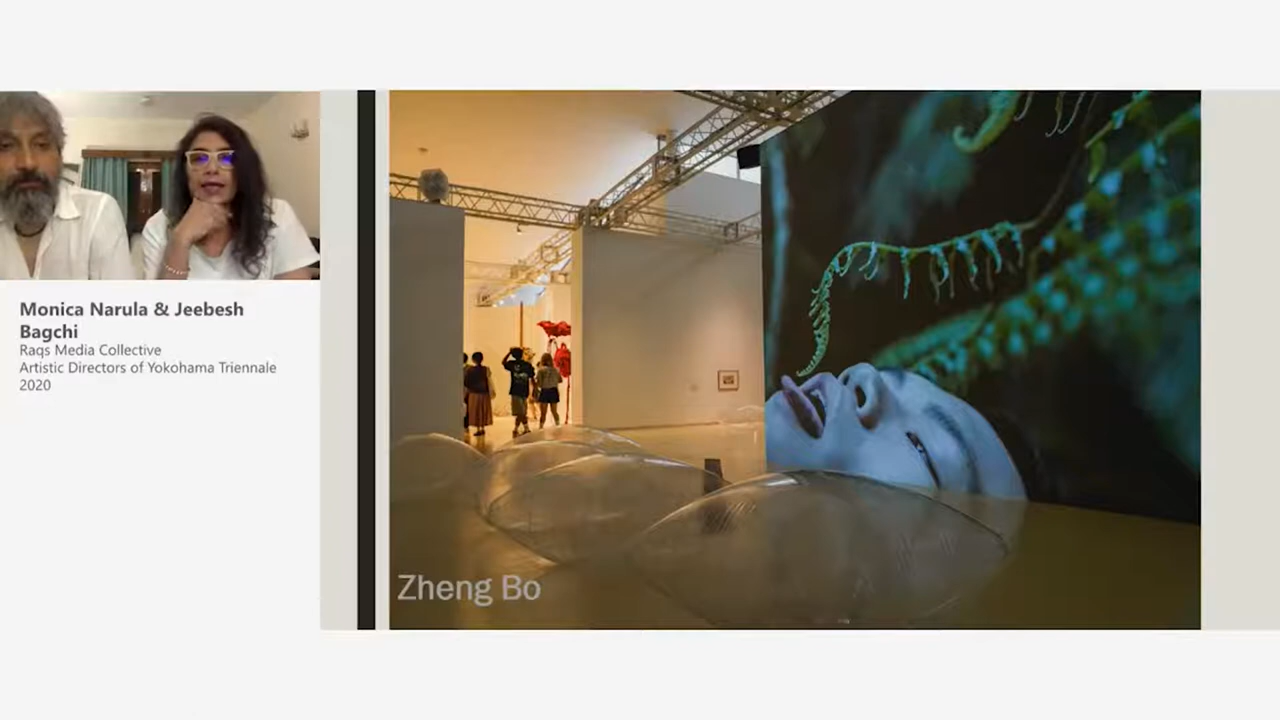 Monica Narula & Jeebesh
Bagchi
Raqs Media Collective
Artistic Directors of Yokohama Triennale
2020
Zheng Bo